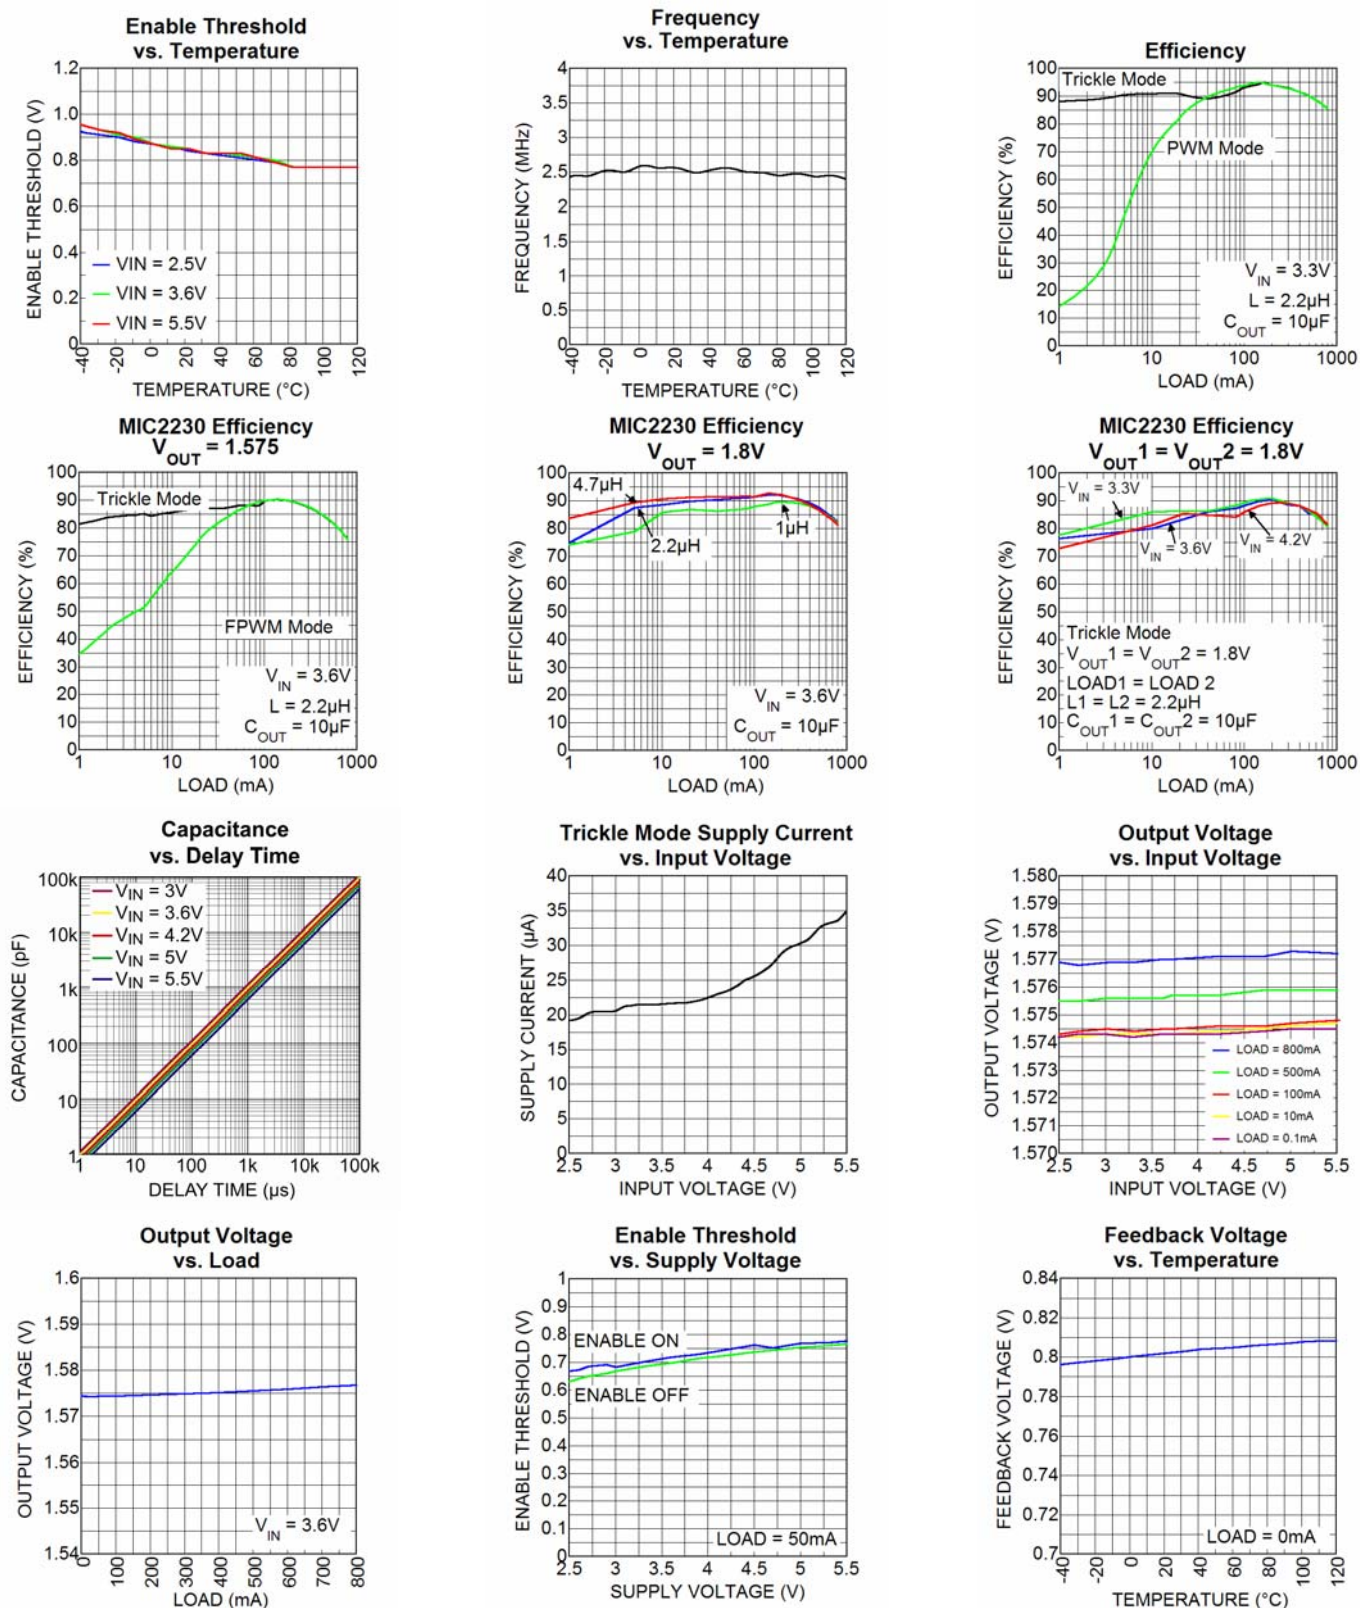 Enable Threshold
vs. Temperature
1.2
1.0
0.8
0.6
0.4
0.2
0
ENABLE THRESHOLD (V)
VIN = 2.5V
VIN = 3.6V
VIN = 5.5V
-40
-20
0
20
40
60
80
100
120
TEMPERATURE (°C)
Frequency
vs. Temperature
4
3.5
3
2.5
2
1.5
1
0.5
0
FREQUENCY (MHz)
-40
-20
0
20
40
60
80
100
120
TEMPERATURE (°C)
Efficiency
100
90
80
70
60
50
40
30
20
10
0
EFFICIENCY (%)
Trickle Mode
PWM Mode
VIN = 3.3V
L = 2.2µH
COUT = 10µF
1
10
100
1000
LOAD (mA)
MIC2230 Efficiency
VOUT = 1.575
100
90
80
70
60
50
40
30
20
10
0
EFFICIENCY (%)
Trickle Mode
FPWM Mode
VIN = 3.6V
L = 2.2µH
COUT = 10µF
1
10
100
1000
LOAD (mA)
MIC2230 Efficiency
VOUT = 1.8V
100
90
80
70
60
50
40
30
20
10
0
EFFICIENCY (%)
4.7µH
2.2µH
1µH
VIN = 3.6V
COUT = 10µF
1
10
100
1000
LOAD (mA)
MIC2230 Efficiency
VOUT1 = VOUT2 = 1.8V
100
90
80
70
60
50
40
30
20
10
0
EFFICIENCY (%)
VIN = 3.3V
VIN = 3.6V
VIN = 4.2V
Trickle Mode
VOUT1 = VOUT2 = 1.8V
LOAD1 = LOAD 2
L1 = L2 = 2.2µH
COUT1 = COUT2 = 10µF
1
10
100
1000
LOAD (mA)
Capacitance
vs. Delay Time
100k
10k
1k
100
10
1
CAPACITANCE (pF)
VIN = 3V
VIN = 3.6V
VIN = 4.2V
VIN = 5V
VIN = 5.5V
1
10
100
1k
10k
100k
DELAY TIME (µs)
Trickle Mode Supply Current
vs. Input Voltage
40
35
30
25
20
15
10
5
0
SUPPLY CURRENT (µA)
2.5
3
3.5
4
4.5
5
5.5
INPUT VOLTAGE (V)
Output Voltage
vs. Input Voltage
1.580
1.579
1.578
1.577
1.576
1.575
1.574
1.573
1.572
1.571
1.570
OUTPUT VOLTAGE (V)
LOAD = 800mA
LOAD = 500mA
LOAD = 100mA
LOAD = 10mA
LOAD = 0.1mA
2.5
3.0
3.5
4.0
4.5
5
5.5
INPUT VOLTAGE (V)
Output Voltage
vs. Load
1.6
1.59
1.58
1.57
1.56
1.55
1.54
OUTPUT VOLTAGE (V)
VIN = 3.6V
0
100
200
300
400
500
600
700
800
LOAD (mA)
Enable Threshold
vs. Supply Voltage
1
0.9
0.8
0.7
0.6
0.5
0.4
0.3
0.2
0.1
0
ENABLE THRESHOLD (V)
ENABLE ON
ENABLE OFF
LOAD = 50mA
2.5
3
3.5
4
4.5
5
5.5
SUPPLY VOLTAGE (V)
Feedback Voltage
vs. Temperature
0.84
0.82
0.8
0.78
0.76
0.74
0.72
0.7
FEEDBACK VOLTAGE (V)
LOAD = 0mA
-40
-20
0
20
40
60
80
100
120
TEMPERATURE (°C)